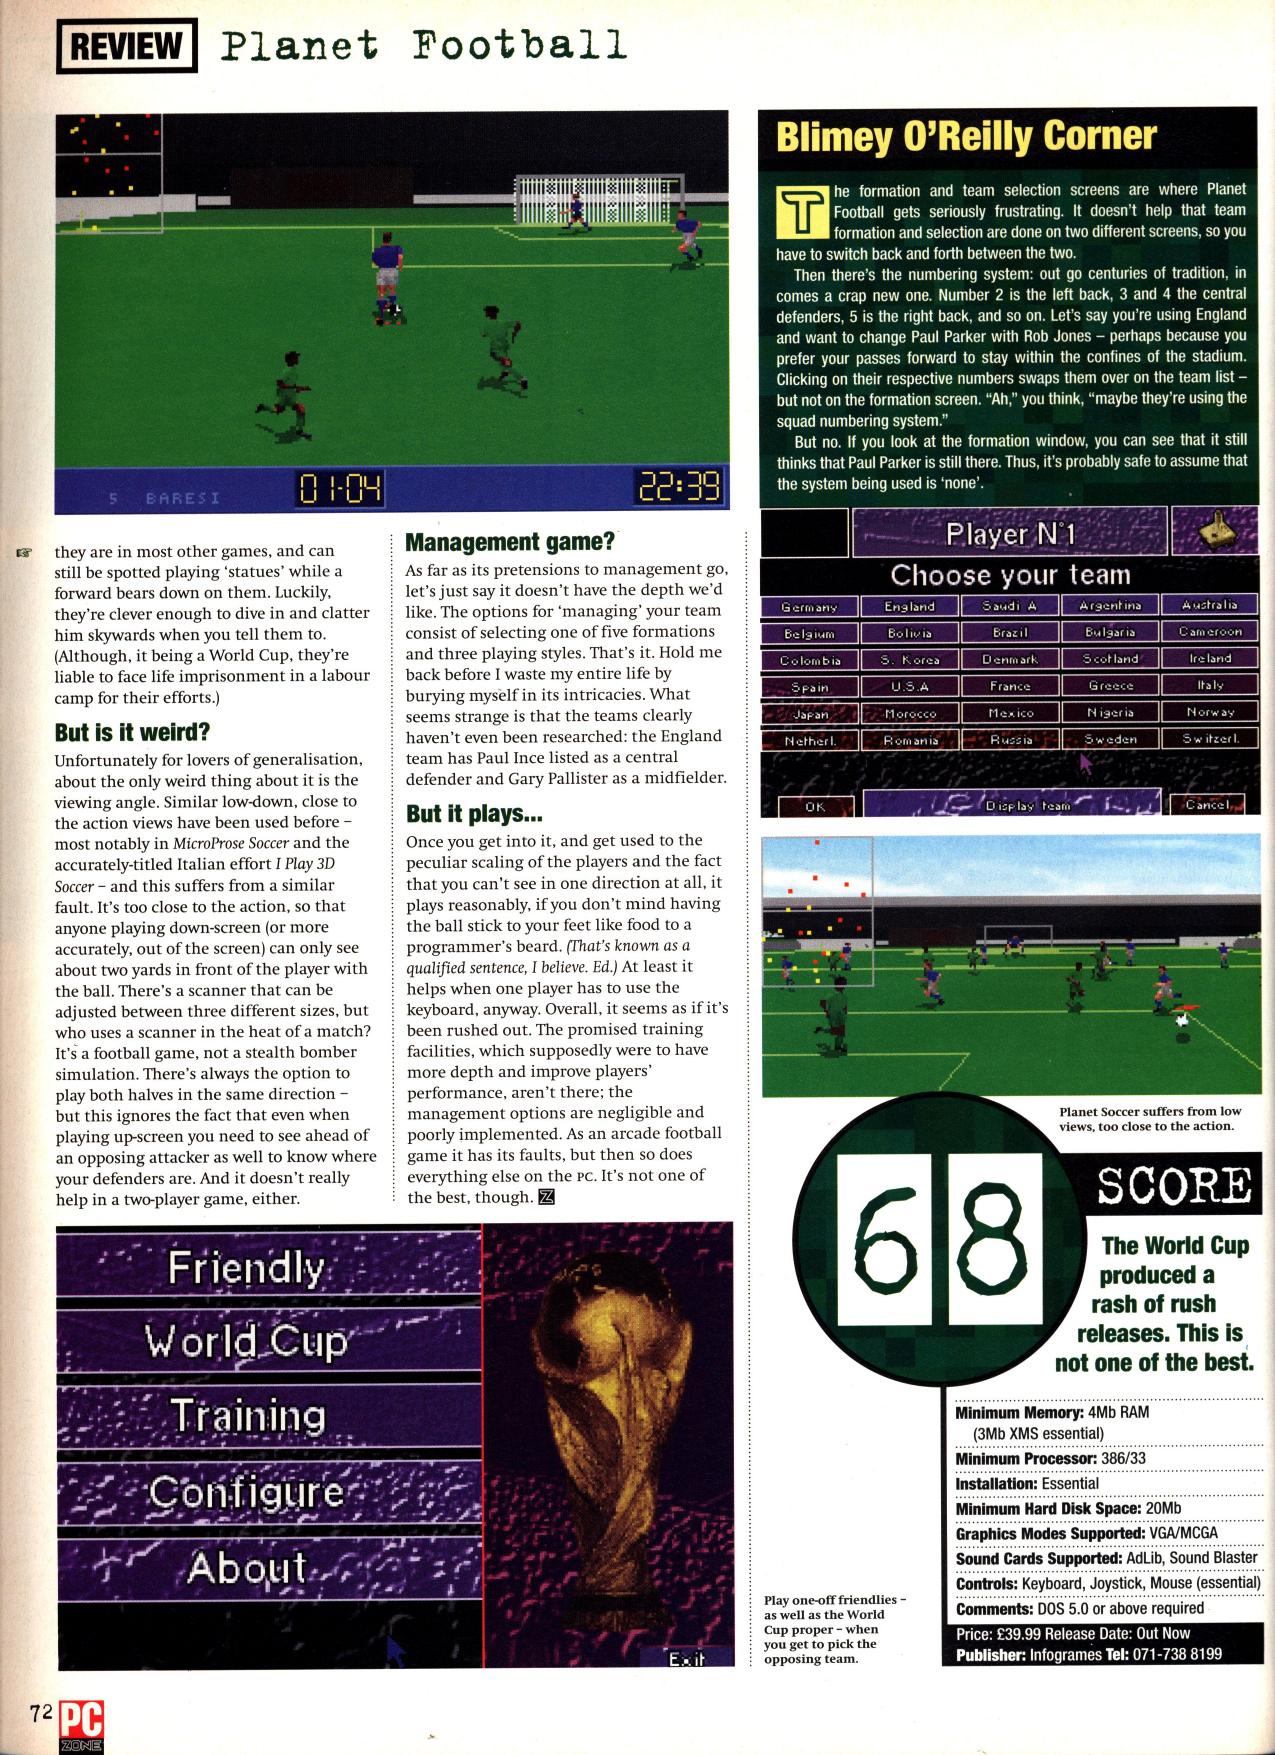 REVIEW Planet Football
5 BARESI 01-04 22:39
they are in most other games, and can
still be spotted playing ‘statues’ while a
forward bears down on them. Luckily,
they’re clever enough to dive in and clatter
him skywards when you tell them to.
(Although, it being a World Cup, they’re
liable to face life imprisonment in a labour
camp for their efforts.)
But is it weird?
Unfortunately for lovers of generalisation,
about the only weird thing about it is the
viewing angle. Similar low-down, close to
the action views have been used before –
most notably in MicroProse Soccer and the
accurately-titled Italian effort I Play 3D
Soccer – and this suffers from a similar
fault. It’s too close to the action, so that
anyone playing down-screen (or more
accurately, out of the screen) can only see
about two yards in front of the player with
the ball. There’s a scanner that can be
adjusted between three different sizes, but
who uses a scanner in the heat of a match?
It’s a football game, not a stealth bomber
simulation. There’s always the option to
play both halves in the same direction –
but this ignores the fact that even when
playing up-screen you need to see ahead of
an opposing attacker as well to know where
your defenders are. And it doesn’t really
help in a two-player game, either.
Management game?
As far as its pretensions to management go,
let’s just say it doesn’t have the depth we’d
like. The options for ‘managing’ your team
consist of selecting one of five formations
and three playing styles. That’s it. Hold me
back before I waste my entire life by
burying myself in its intricacies. What
seems strange is that the teams clearly
haven’t even been researched: the England
team has Paul Ince listed as a central
defender and Gary Pallister as a midfielder.
But it plays...
Once you get into it, and get used to the
peculiar scaling of the players and the fact
that you can’t see in one direction at all, it
plays reasonably, if you don’t mind having
the ball stick to your feet like food to a
programmer’s beard. (That’s known as a
qualified sentence, I believe. Ed.) At least it
helps when one player has to use the
keyboard, anyway. Overall, it seems as if it’s
been rushed out. The promised training
facilities, which supposedly were to have
more depth and improve players’
performance, aren’t there; the
management options are negligible and
poorly implemented. As an arcade football
game it has its faults, but then so does
everything else on the PC. It’s not one of
the best, though. Z
Friendly
World Cup
Training
Configure
About
Exit
Blimey O’Reilly Corner
The formation and team selection screens are where Planet
Football gets seriously frustrating. It doesn’t help that team
formation and selection are done on two different screens, so you
have to switch back and forth between the two.
Then there’s the numbering system: out go centuries of tradition, in
comes a crap new one. Number 2 is the left back, 3 and 4 the central
defenders, 5 is the right back, and so on. Let’s say you’re using England
and want to change Paul Parker with Rob Jones – perhaps because you
prefer your passes forward to stay within the confines of the stadium.
Clicking on their respective numbers swaps them over on the team list –
but not on the formation screen. “Ah,” you think, “maybe they’re using the
squad numbering system.”
But no. If you look at the formation window, you can see that it still
thinks that Paul Parker is still there. Thus, it’s probably safe to assume that
the system being used is ‘none’.
Player N°1
Choose your team
Germany England Saudi A Argentina Australia
Belgium Bolivia Brazil Bulgaria Cameroon
Colombia S. Korea Denmark Scotland Ireland
Spain U.S.A France Greece Italy
Japan Morocco Mexico Nigeria Norway
Netherl. Romania Russia Sweden Switzerl.
OK Display team Cancel
Planet Soccer suffers from low
views, too close to the action.
68
SCORE
The World Cup
produced a
rash of rush
releases. This is
not one of the best.
Minimum Memory: 4Mb RAM
(3Mb XMS essential)
Minimum Processor: 386/33
Installation: Essential
Minimum Hard Disk Space: 20Mb
Graphics Modes Supported: VGA/MCGA
Sound Cards Supported: AdLib, Sound Blaster
Controls: Keyboard, Joystick, Mouse (essential)
Comments: DOS 5.0 or above required
Price: £39.99 Release Date: Out Now
Publisher: Infogrames Tel: 071-738 8199
Play one-off friendlies –
as well as the World
Cup proper – when
you get to pick the
opposing team.
72 PC
ZONE